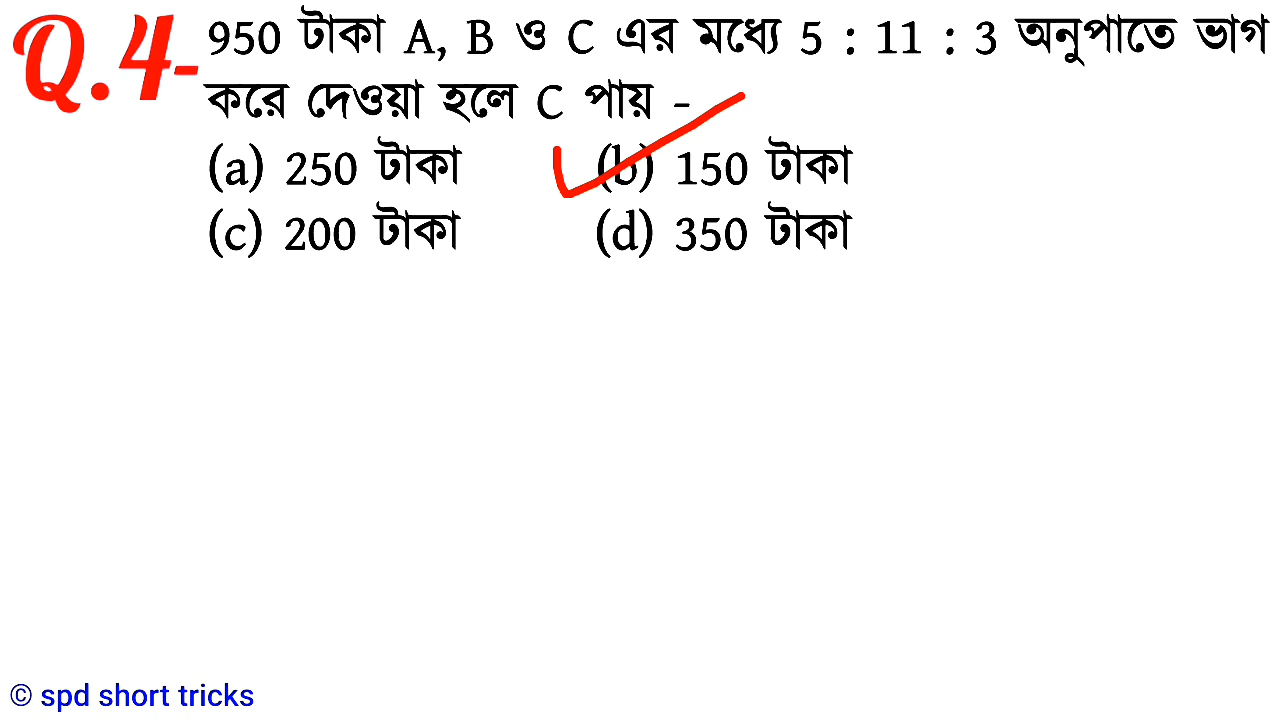 Q.4- 950 টাকা A, B ও C এর মধ্যে 5 : 11 : 3 অনুপাতে ভাগ
করে দেওয়া হলে C পায় -
(a) 250 টাকা (b) 150 টাকা
(c) 200 টাকা (d) 350 টাকা
© spd short tricks